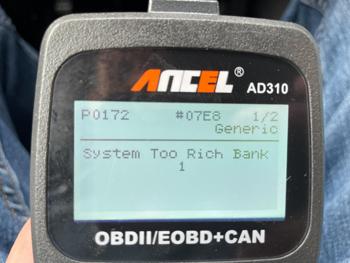 ANCEL®
AD310
P0172 #07E8 1/2
Generic
System Too Rich Bank
1
OBDII/EOBD+CAN